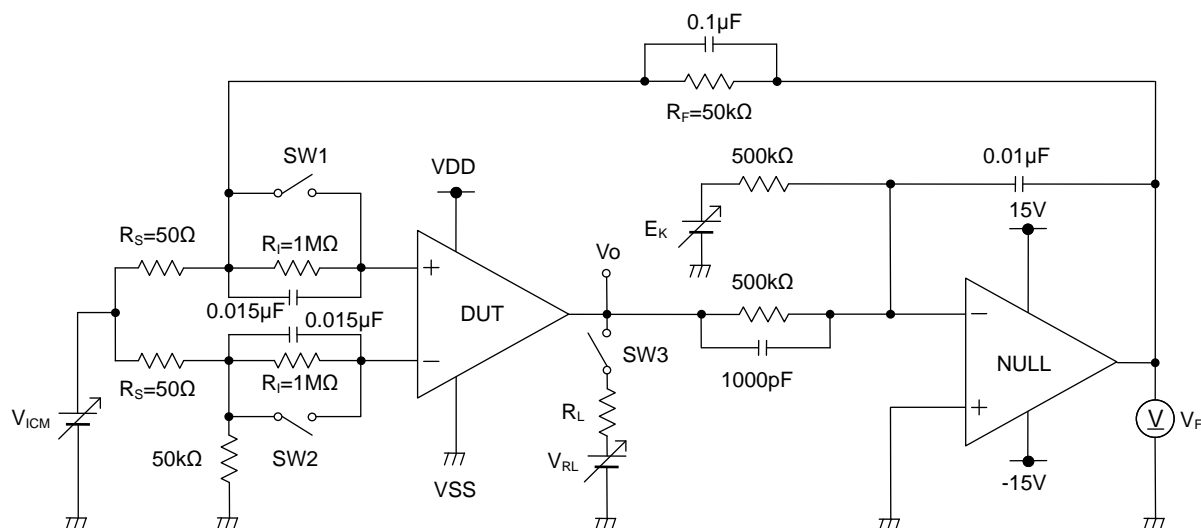 0.1µF
RF=50kΩ
SW1
VDD
500kΩ
0.01µF
15V
EK
RS=50Ω
RI=1MΩ
Vo
500kΩ
0.015µF
0.015µF
DUT
SW3
1000pF
NULL
RS=50Ω
RI=1MΩ
RL
VICM
V
VF
50kΩ
SW2
VRL
VSS
-15V
+
−
−
+